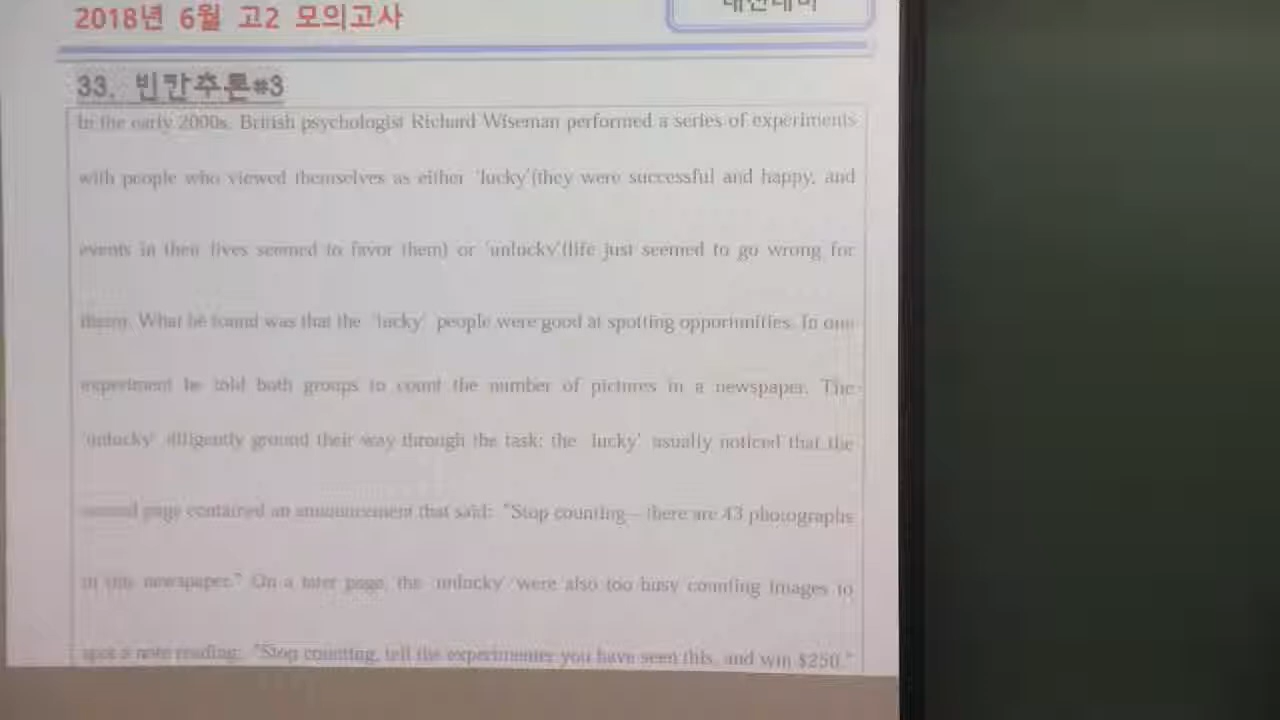 2018년 6월 고2 모의고사
33. 빈칸추론#3
In the early 2000s, British psychologist Richard Wiseman performed a series of experiments
with people who viewed themselves as either 'lucky'(they were successful and happy, and
events in their lives seemed to favor them) or 'unlucky'(life just seemed to go wrong for
them). What he found was that the 'lucky' people were good at spotting opportunities. In one
experiment he told both groups to count the number of pictures in a newspaper. The
'unlucky' diligently ground their way through the task; the 'lucky' usually noticed that the
second page contained an announcement that said: "Stop counting—there are 43 photographs
in this newspaper." On a later page, the 'unlucky' were also too busy counting images to
spot a note reading: "Stop counting, tell the experimenter you have seen this, and win $250."